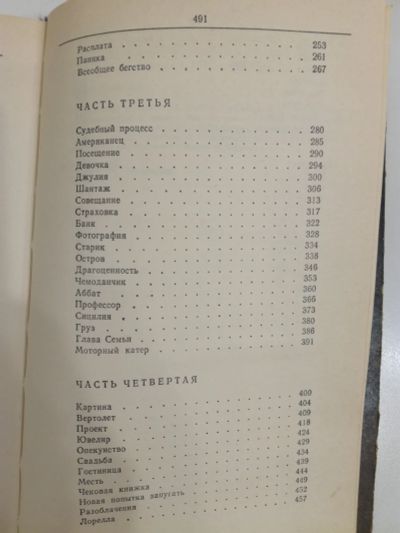 491
Расплата . . . . . . . . . . . . 253
Паника . . . . . . . . . . . . 261
Всеобщее бегство . . . . . . . . . . 267
ЧАСТЬ ТРЕТЬЯ
Судебный процесс . . . . . . . . . . 280
Американец . . . . . . . . . . . . 285
Посещение . . . . . . . . . . . . 290
Девочка . . . . . . . . . . . . 294
Джулия . . . . . . . . . . . . 300
Шантаж . . . . . . . . . . . . 306
Совещание . . . . . . . . . . . . 313
Страховка . . . . . . . . . . . . 317
Банк . . . . . . . . . . . . 322
Фотография . . . . . . . . . . . . 328
Старик . . . . . . . . . . . . 334
Остров . . . . . . . . . . . . 338
Драгоценность . . . . . . . . . . . 346
Чемоданчик . . . . . . . . . . . . 353
Аббат . . . . . . . . . . . . 360
Профессор . . . . . . . . . . . . 366
Сицилия . . . . . . . . . . . . 373
Груз . . . . . . . . . . . . 380
Глава Семьи . . . . . . . . . . . 386
Моторный катер . . . . . . . . . . 391
ЧАСТЬ ЧЕТВЕРТАЯ
Картина . . . . . . . . . . . . 400
Вертолет . . . . . . . . . . . . 404
Проект . . . . . . . . . . . . 409
Ювелир . . . . . . . . . . . . 418
Опекунство . . . . . . . . . . . . 424
Свадьба . . . . . . . . . . . . 429
Гостиница . . . . . . . . . . . . 434
Месть . . . . . . . . . . . . 439
Чековая книжка . . . . . . . . . . 444
Новая попытка запугать . . . . . . . . 449
Разоблачения . . . . . . . . . . . 452
Лорелла . . . . . . . . . . . . 457